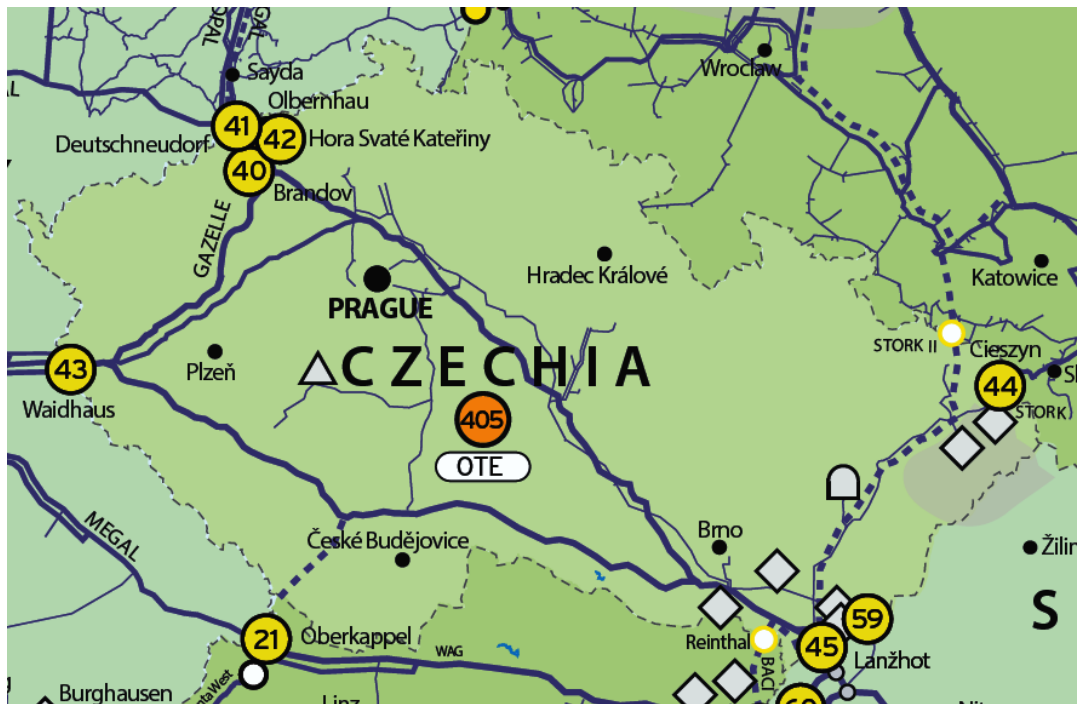 OPAL
Sayda
Olbernhau
41
42
Hora Svaté Kateřiny
Deutschneudorf
40
Brandov
GAZELLE
Wrocław
Hradec Králové
Katowice
PRAGUE
STORK II
Cieszyn
43
Plzeň
CZECHIA
44
Waidhaus
STORK
405
OTE
MEGAL
Brno
České Budějovice
Žilin
S
59
21
Oberkappel
Reinthal
45
WAG
BACI
Lanžhot
Burghausen
Linz
60